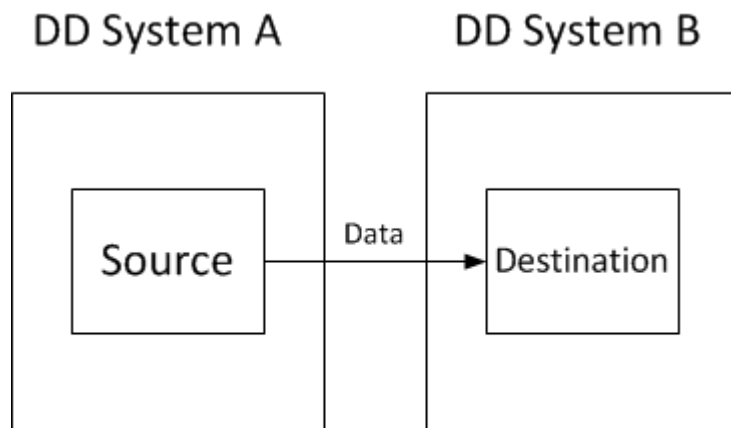 DD System A
DD System B
Source
Data
Destination